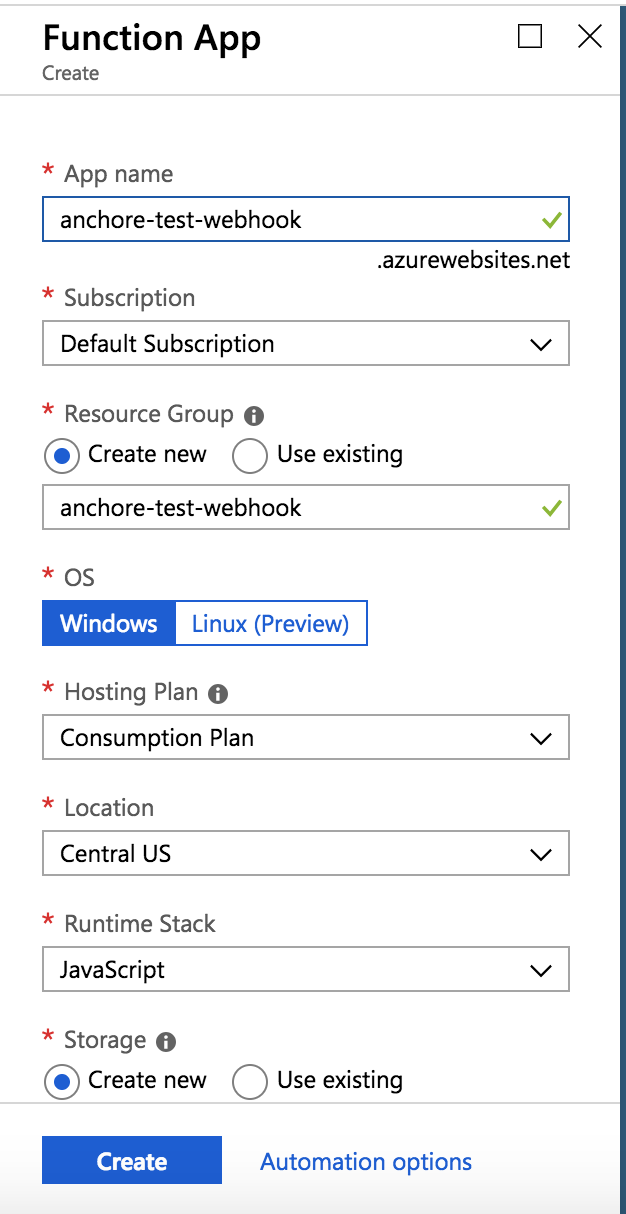 Function App
Create
* App name
anchore-test-webhook
.azurewebsites.net
* Subscription
Default Subscription
* Resource Group
Create new Use existing
anchore-test-webhook
* OS
Windows Linux (Preview)
* Hosting Plan
Consumption Plan
* Location
Central US
* Runtime Stack
JavaScript
* Storage
Create new Use existing
Create Automation options